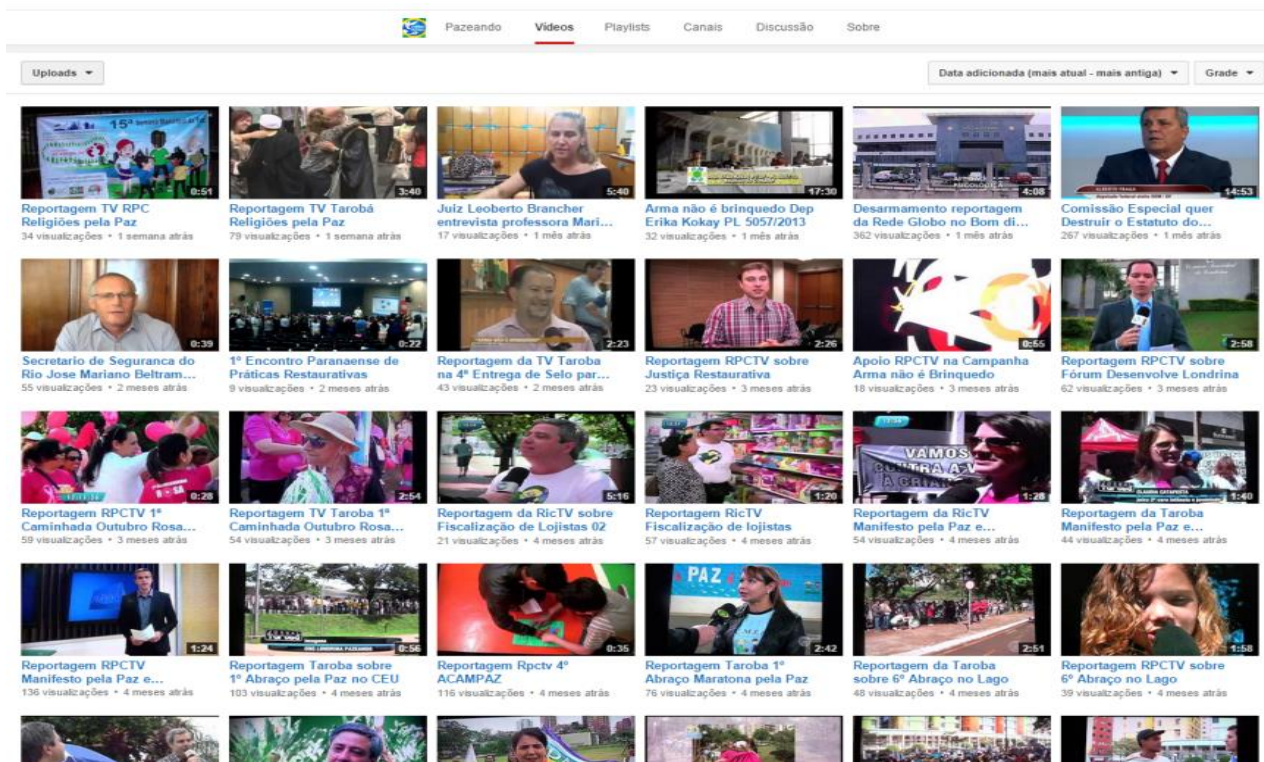 Pazeando Vídeos Playlists Canais Discussão Sobre
Uploads Data adicionada (mais atual - mais antiga) Grade
15ª Semana Municipal da Paz
0:51 3:40 5:40 17:30 4:08 14:53
Reportagem TV RPC
Religiões pela Paz
34 visualizações • 1 semana atrás
Reportagem TV Tarobá
Religiões pela Paz
79 visualizações • 1 semana atrás
Juiz Leoberto Brancher
entrevista professora Mari...
17 visualizações • 1 mês atrás
Arma não é brinquedo Dep
Erika Kokay PL 5057/2013
32 visualizações • 1 mês atrás
PSICOLÓGICA
Desarmamento reportagem
da Rede Globo no Bom di...
362 visualizações • 1 mês atrás
ALBERTO FRAGA
Comissão Especial quer
Destruir o Estatuto do...
267 visualizações • 1 mês atrás
0:39 0:22 2:23 2:26 0:55 2:58
Secretario de Seguranca do
Rio Jose Mariano Beltram...
55 visualizações • 2 meses atrás
1º Encontro Paranaense de
Práticas Restaurativas
9 visualizações • 2 meses atrás
Reportagem da TV Taroba
na 4ª Entrega de Selo par...
43 visualizações • 2 meses atrás
Reportagem RPCTV sobre
Justiça Restaurativa
23 visualizações • 3 meses atrás
Apoio RPCTV na Campanha
Arma não é Brinquedo
18 visualizações • 3 meses atrás
Reportagem RPCTV sobre
Fórum Desenvolve Londrina
62 visualizações • 3 meses atrás
0:28 2:54 5:16 1:20 1:28 1:40
Reportagem RPCTV 1ª
Caminhada Outubro Rosa...
59 visualizações • 3 meses atrás
Reportagem TV Taroba 1ª
Caminhada Outubro Rosa...
54 visualizações • 3 meses atrás
Reportagem da RicTV sobre
Fiscalização de Lojistas 02
21 visualizações • 4 meses atrás
Reportagem RicTV
Fiscalização de lojistas
57 visualizações • 4 meses atrás
VAMOS
CONTRA A
A CRIAN
Reportagem da RicTV
Manifesto pela Paz e...
54 visualizações • 4 meses atrás
Reportagem da Taroba
Manifesto pela Paz e...
44 visualizações • 4 meses atrás
1:24 0:56 0:35 2:42 2:51 1:58
Reportagem RPCTV
Manifesto pela Paz e...
136 visualizações • 4 meses atrás
ONG LONDRINA PAZEANDO
Reportagem Taroba sobre
1º Abraço pela Paz no CEU
103 visualizações • 4 meses atrás
Reportagem Rpctv 4º
ACAMPAZ
116 visualizações • 4 meses atrás
PAZ
Reportagem Taroba 1º
Abraço Maratona pela Paz
76 visualizações • 4 meses atrás
Reportagem da Taroba
sobre 6º Abraço no Lago
48 visualizações • 4 meses atrás
Reportagem RPCTV sobre
6º Abraço no Lago
39 visualizações • 4 meses atrás